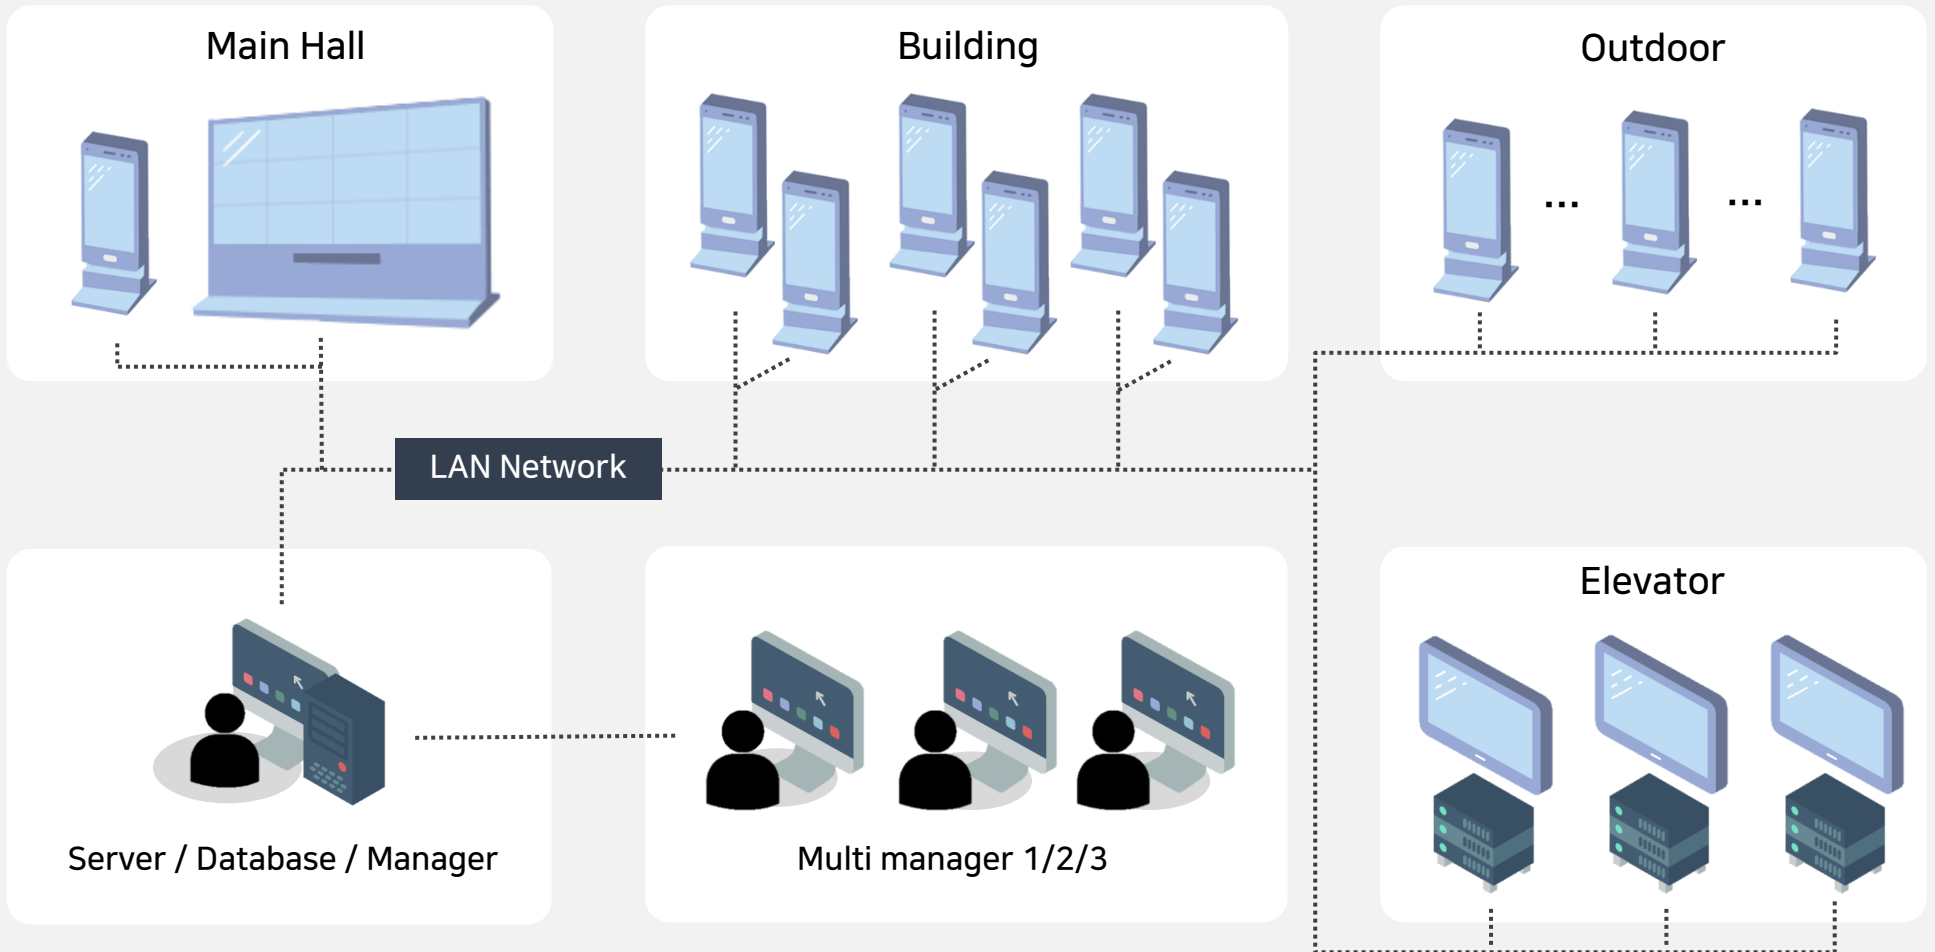 Main Hall
Building
Outdoor
...
...
LAN Network
Elevator
Server / Database / Manager
Multi manager 1/2/3